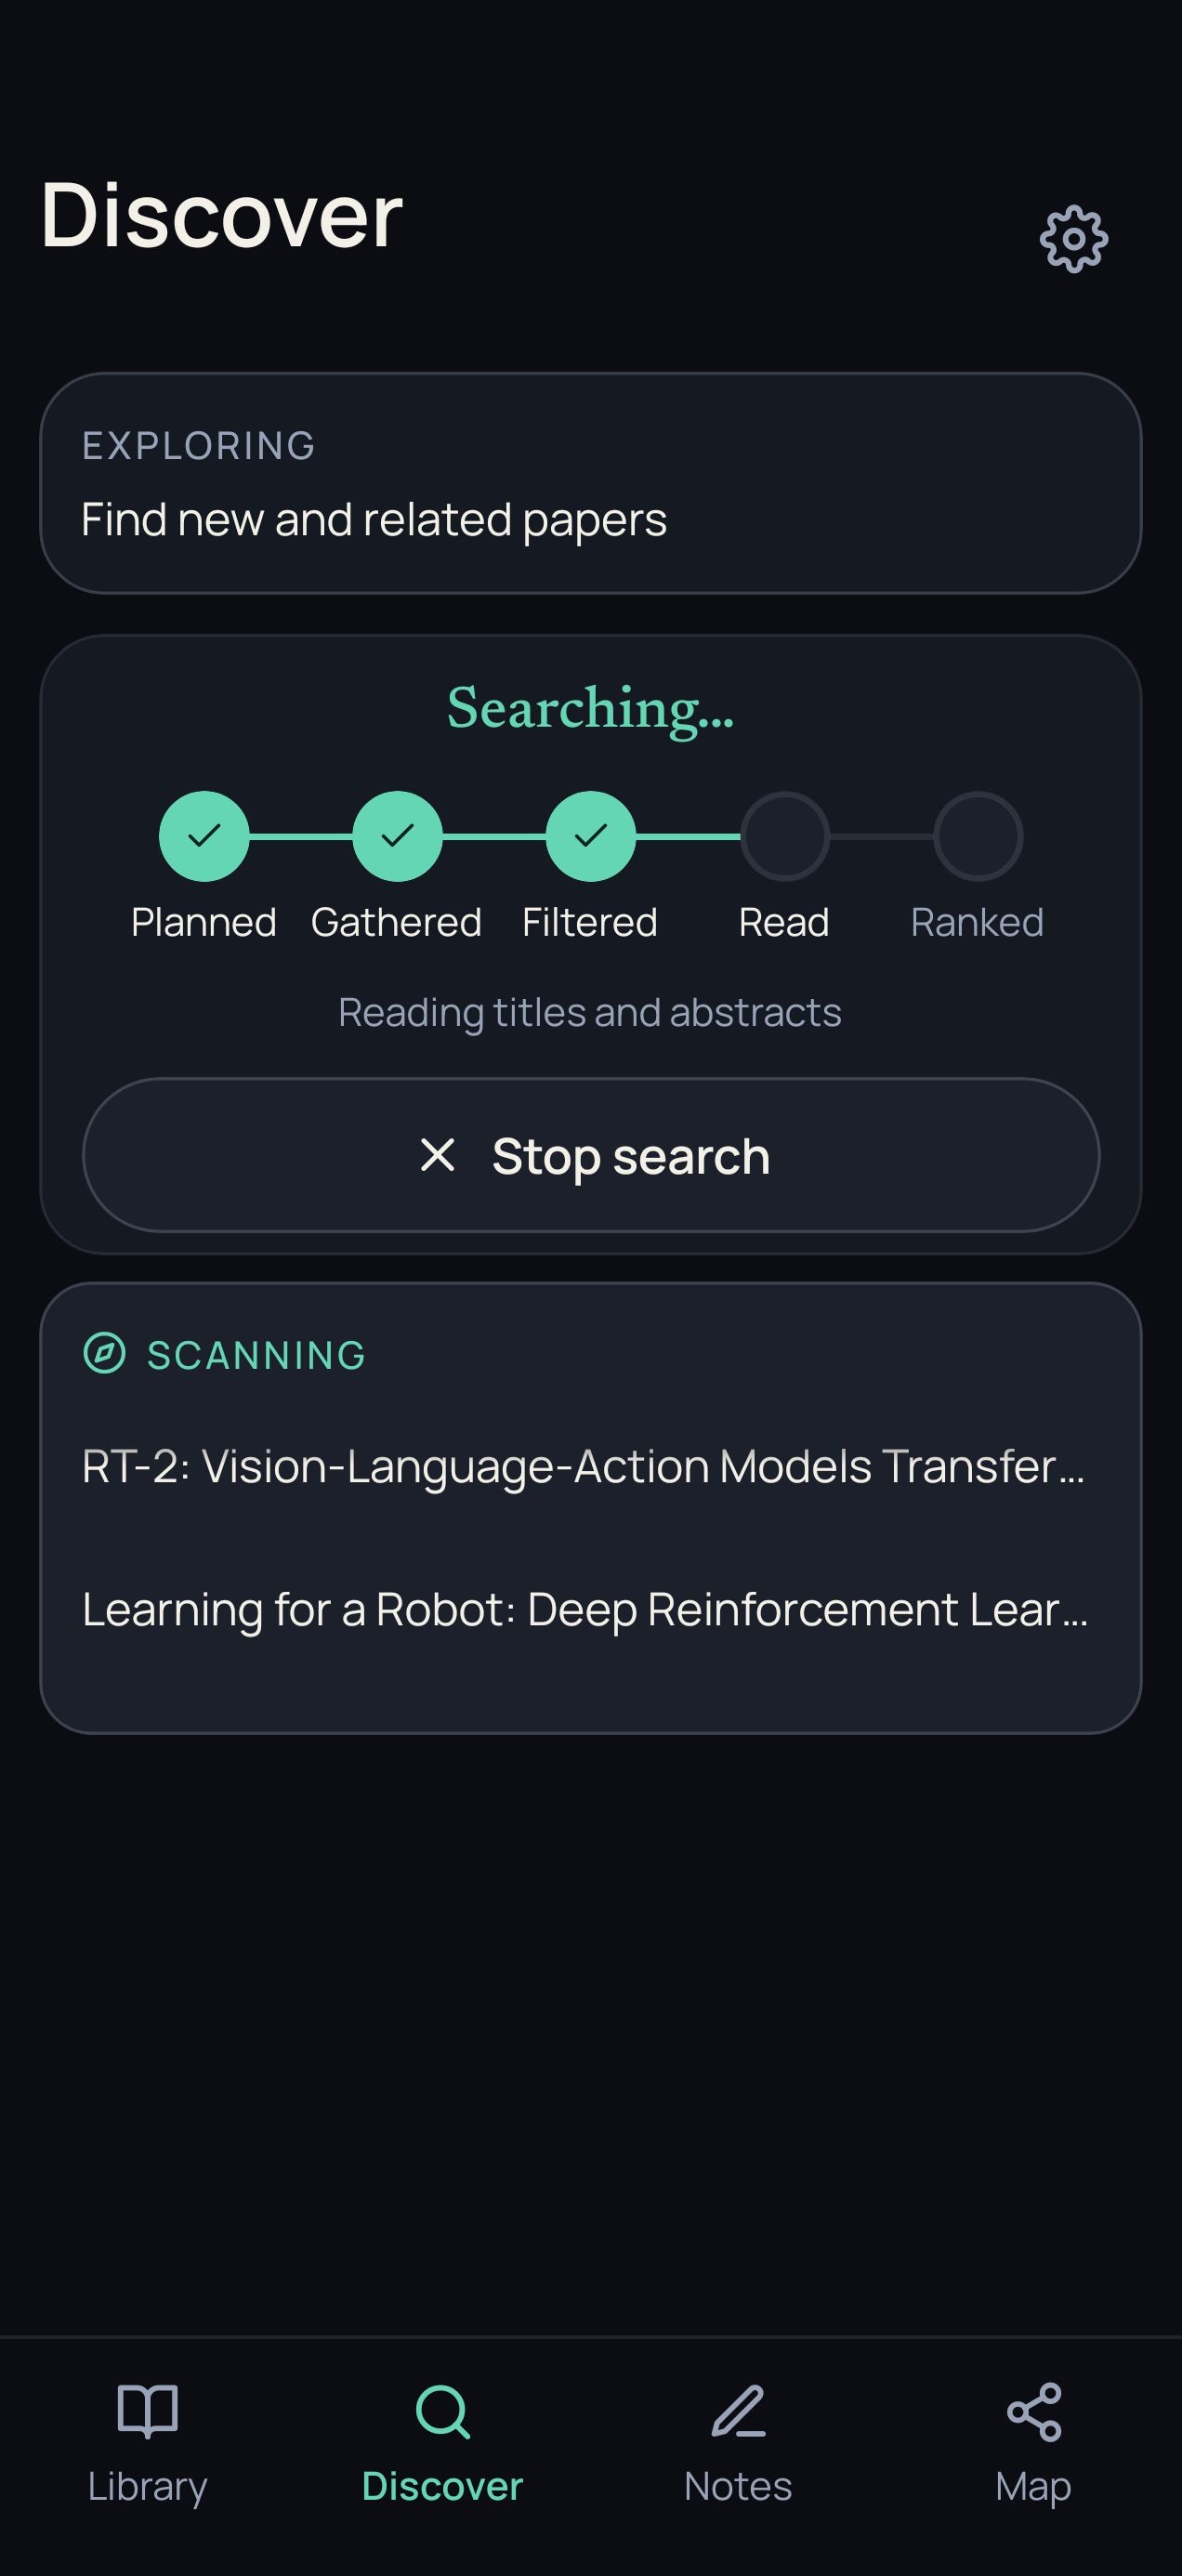 Discover
EXPLORING
Find new and related papers
Searching...
Planned Gathered Filtered Read Ranked
Reading titles and abstracts
Stop search
SCANNING
RT-2: Vision-Language-Action Models Transfer...
Learning for a Robot: Deep Reinforcement Lear...
Library Discover Notes Map